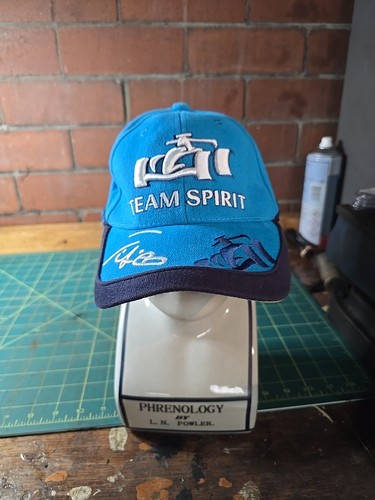 TEAM SPIRIT
PHRENOLOGY
BY
L. N. FOWLER.